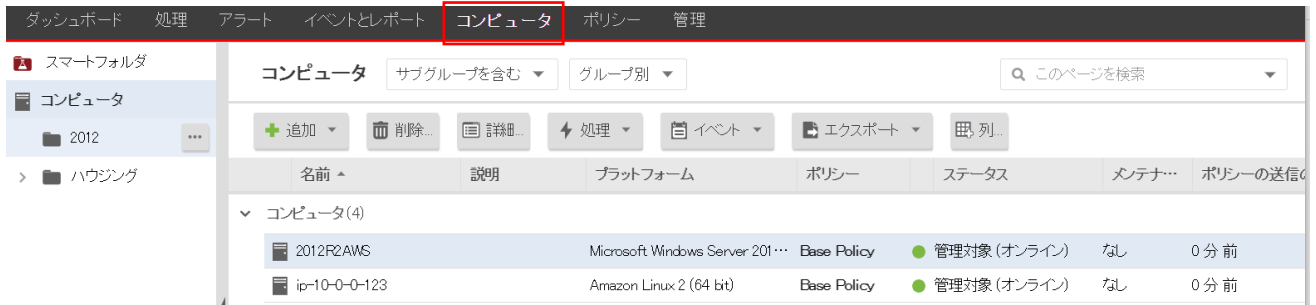 ダッシュボード 処理 アラート イベントとレポート コンピュータ ポリシー 管理
スマートフォルダ
コンピュータ
2012 ...
ハウジング
コンピュータ サブグループを含む グループ別 このページを検索
追加 削除... 詳細... 処理 イベント エクスポート 列...
名前 説明 プラットフォーム ポリシー ステータス メンテナ… ポリシーの送信の
コンピュータ(4)
2012R2AWS Microsoft Windows Server 201… Base Policy 管理対象 (オンライン) なし 0 分 前
ip-10-0-0-123 Amazon Linux 2 (64 bit) Base Policy 管理対象 (オンライン) なし 0 分 前